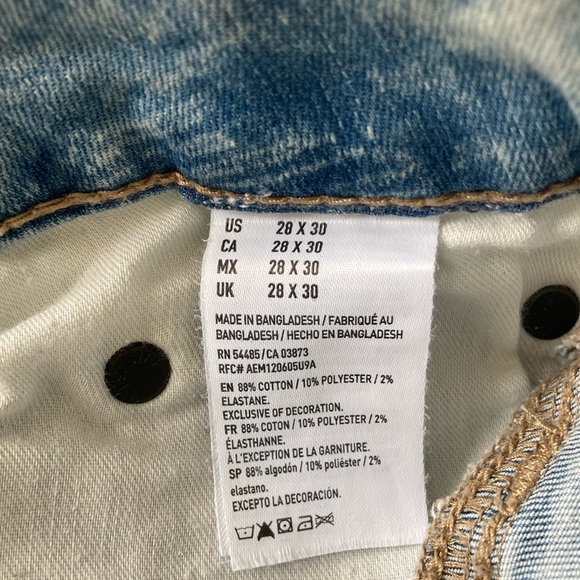 US 28 X 30
CA 28 X 30
MX 28 X 30
UK 28 X 30
MADE IN BANGLADESH / FABRIQUÉ AU
BANGLADESH / HECHO EN BANGLADESH
RN 54485/CA 03873
RFC# AEM120605U9A
EN 88% COTTON / 10% POLYESTER / 2%
ELASTANE.
EXCLUSIVE OF DECORATION.
FR 88% COTON / 10% POLYESTER / 2%
ÉLASTHANNE.
À L'EXCEPTION DE LA GARNITURE.
SP 88% algodón / 10% poliéster / 2%
elastano.
EXCEPTO LA DECORACIÓN.